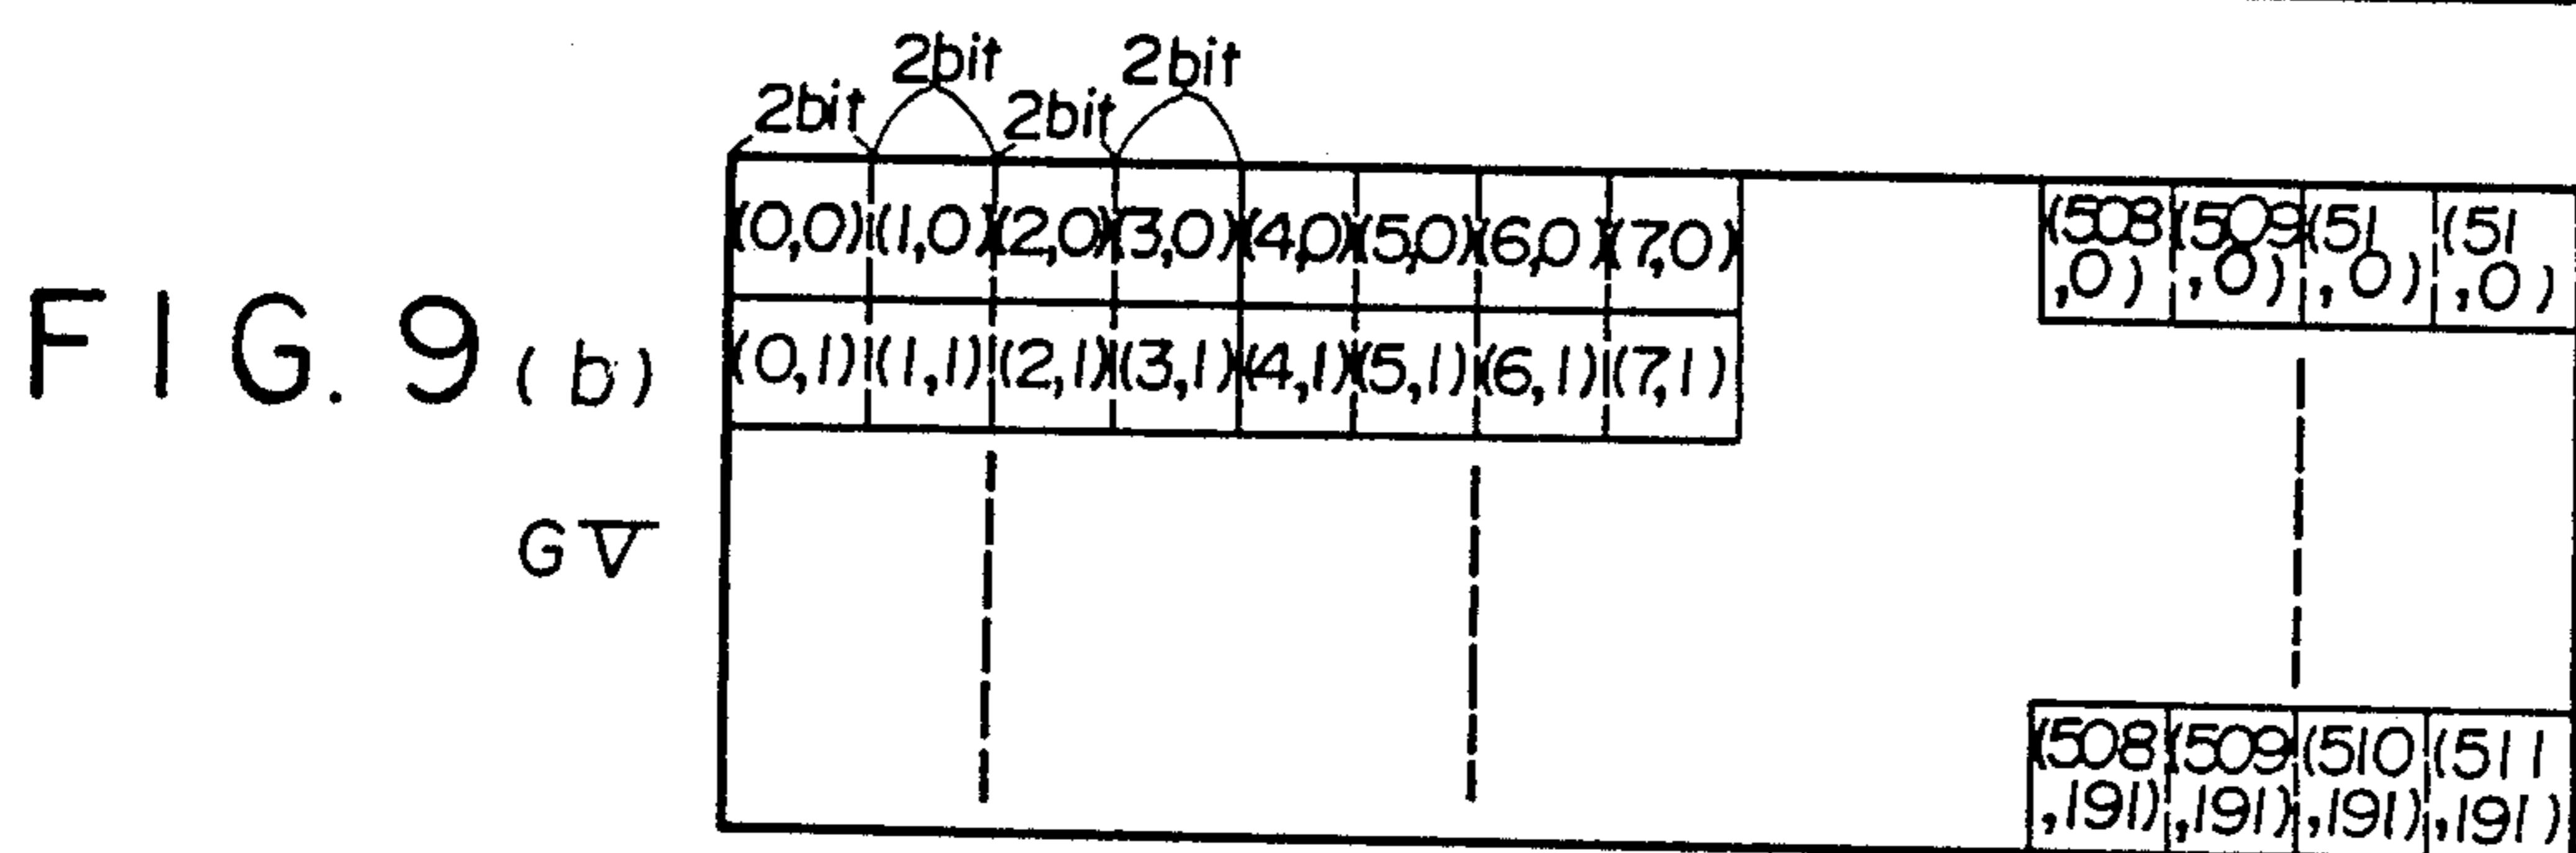 2bit 2bit 2bit 2bit
(0,0) (1,0) (2,0) (3,0) (4,0) (5,0) (6,0) (7,0) (508,0) (509,0) (51,0) (51,0)
FIG. 9 (b)
(0,1) (1,1) (2,1) (3,1) (4,1) (5,1) (6,1) (7,1)
GV
(508,191) (509,191) (510,191) (511,191)